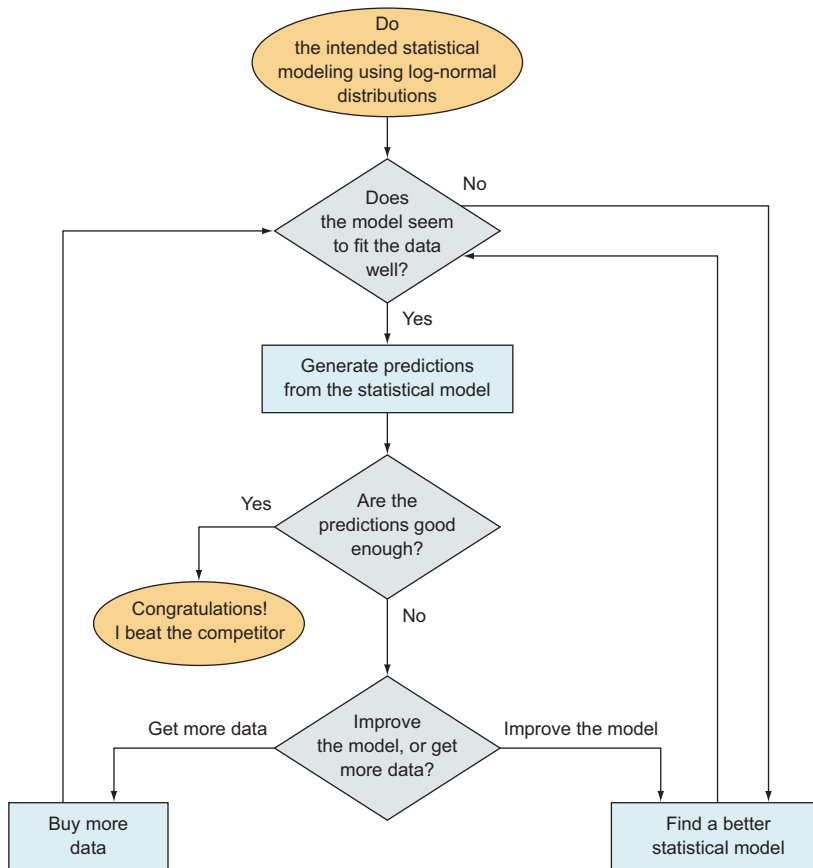 Do
the intended statistical
modeling using log-normal
distributions
No
Does
the model seem
to fit the data
well?
Yes
Generate predictions
from the statistical model
Yes
Are the
predictions good
enough?
Congratulations!
I beat the competitor
No
Get more data
Improve
the model, or get
more data?
Improve the model
Buy more
data
Find a better
statistical model